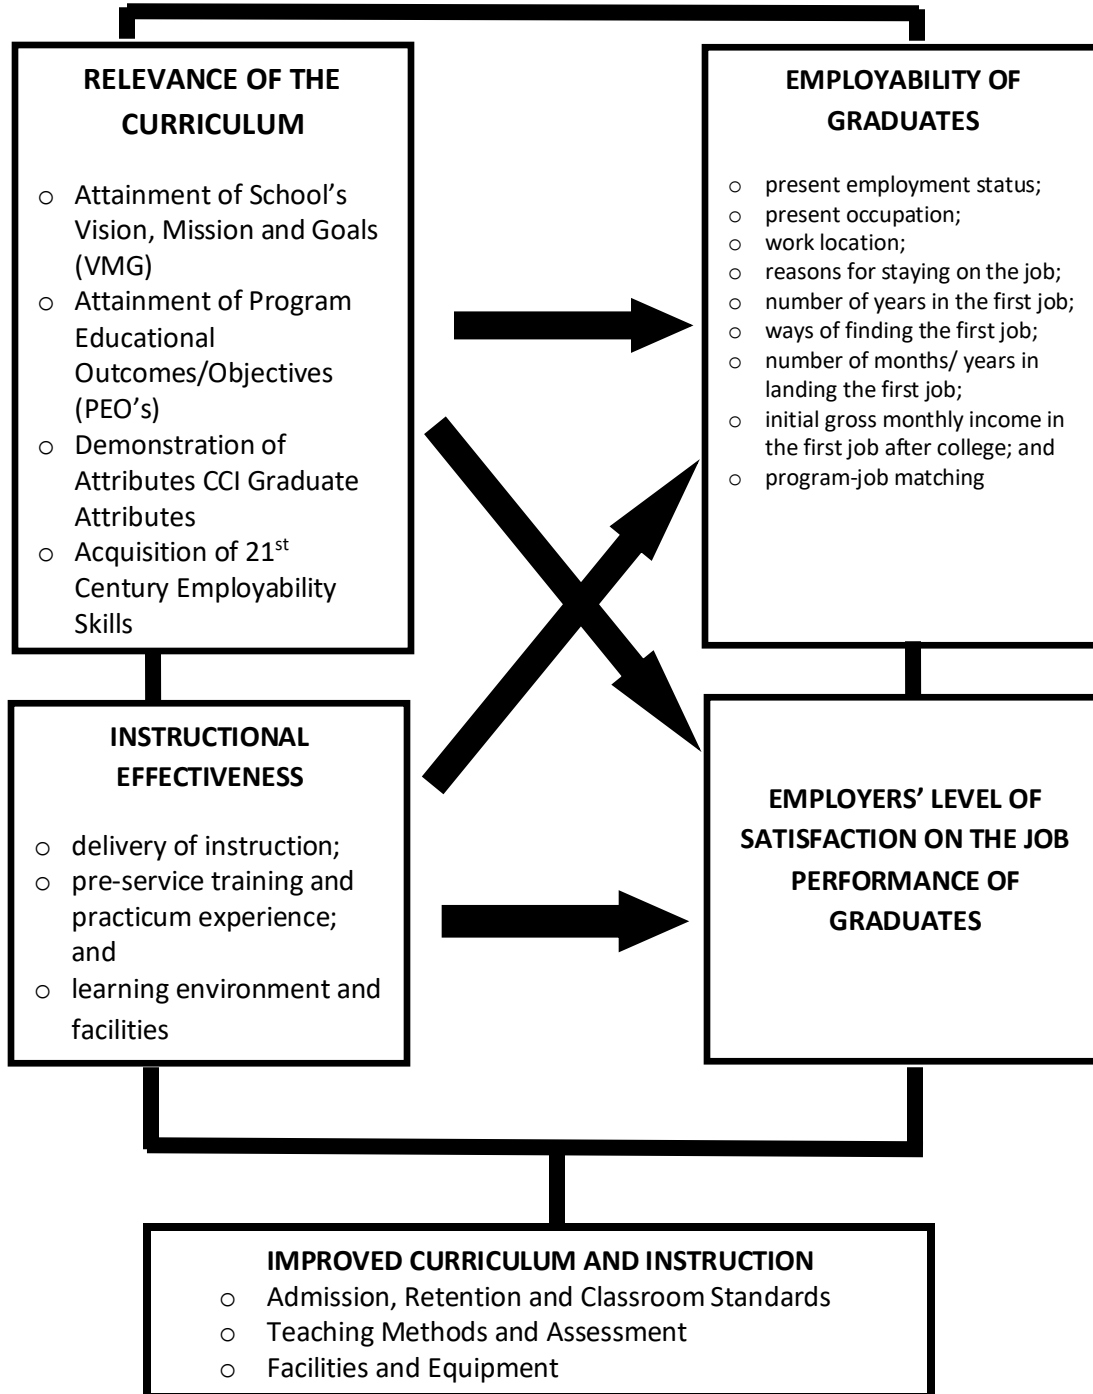 RELEVANCE OF THE
CURRICULUM
○ Attainment of School’s
Vision, Mission and Goals
(VMG)
○ Attainment of Program
Educational
Outcomes/Objectives
(PEO’s)
○ Demonstration of
Attributes CCI Graduate
Attributes
○ Acquisition of 21st
Century Employability
Skills
EMPLOYABILITY OF
GRADUATES
○ present employment status;
○ present occupation;
○ work location;
○ reasons for staying on the job;
○ number of years in the first job;
○ ways of finding the first job;
○ number of months/ years in
landing the first job;
○ initial gross monthly income in
the first job after college; and
○ program-job matching
INSTRUCTIONAL
EFFECTIVENESS
○ delivery of instruction;
○ pre-service training and
practicum experience;
and
○ learning environment and
facilities
EMPLOYERS’ LEVEL OF
SATISFACTION ON THE JOB
PERFORMANCE OF
GRADUATES
IMPROVED CURRICULUM AND INSTRUCTION
○ Admission, Retention and Classroom Standards
○ Teaching Methods and Assessment
○ Facilities and Equipment